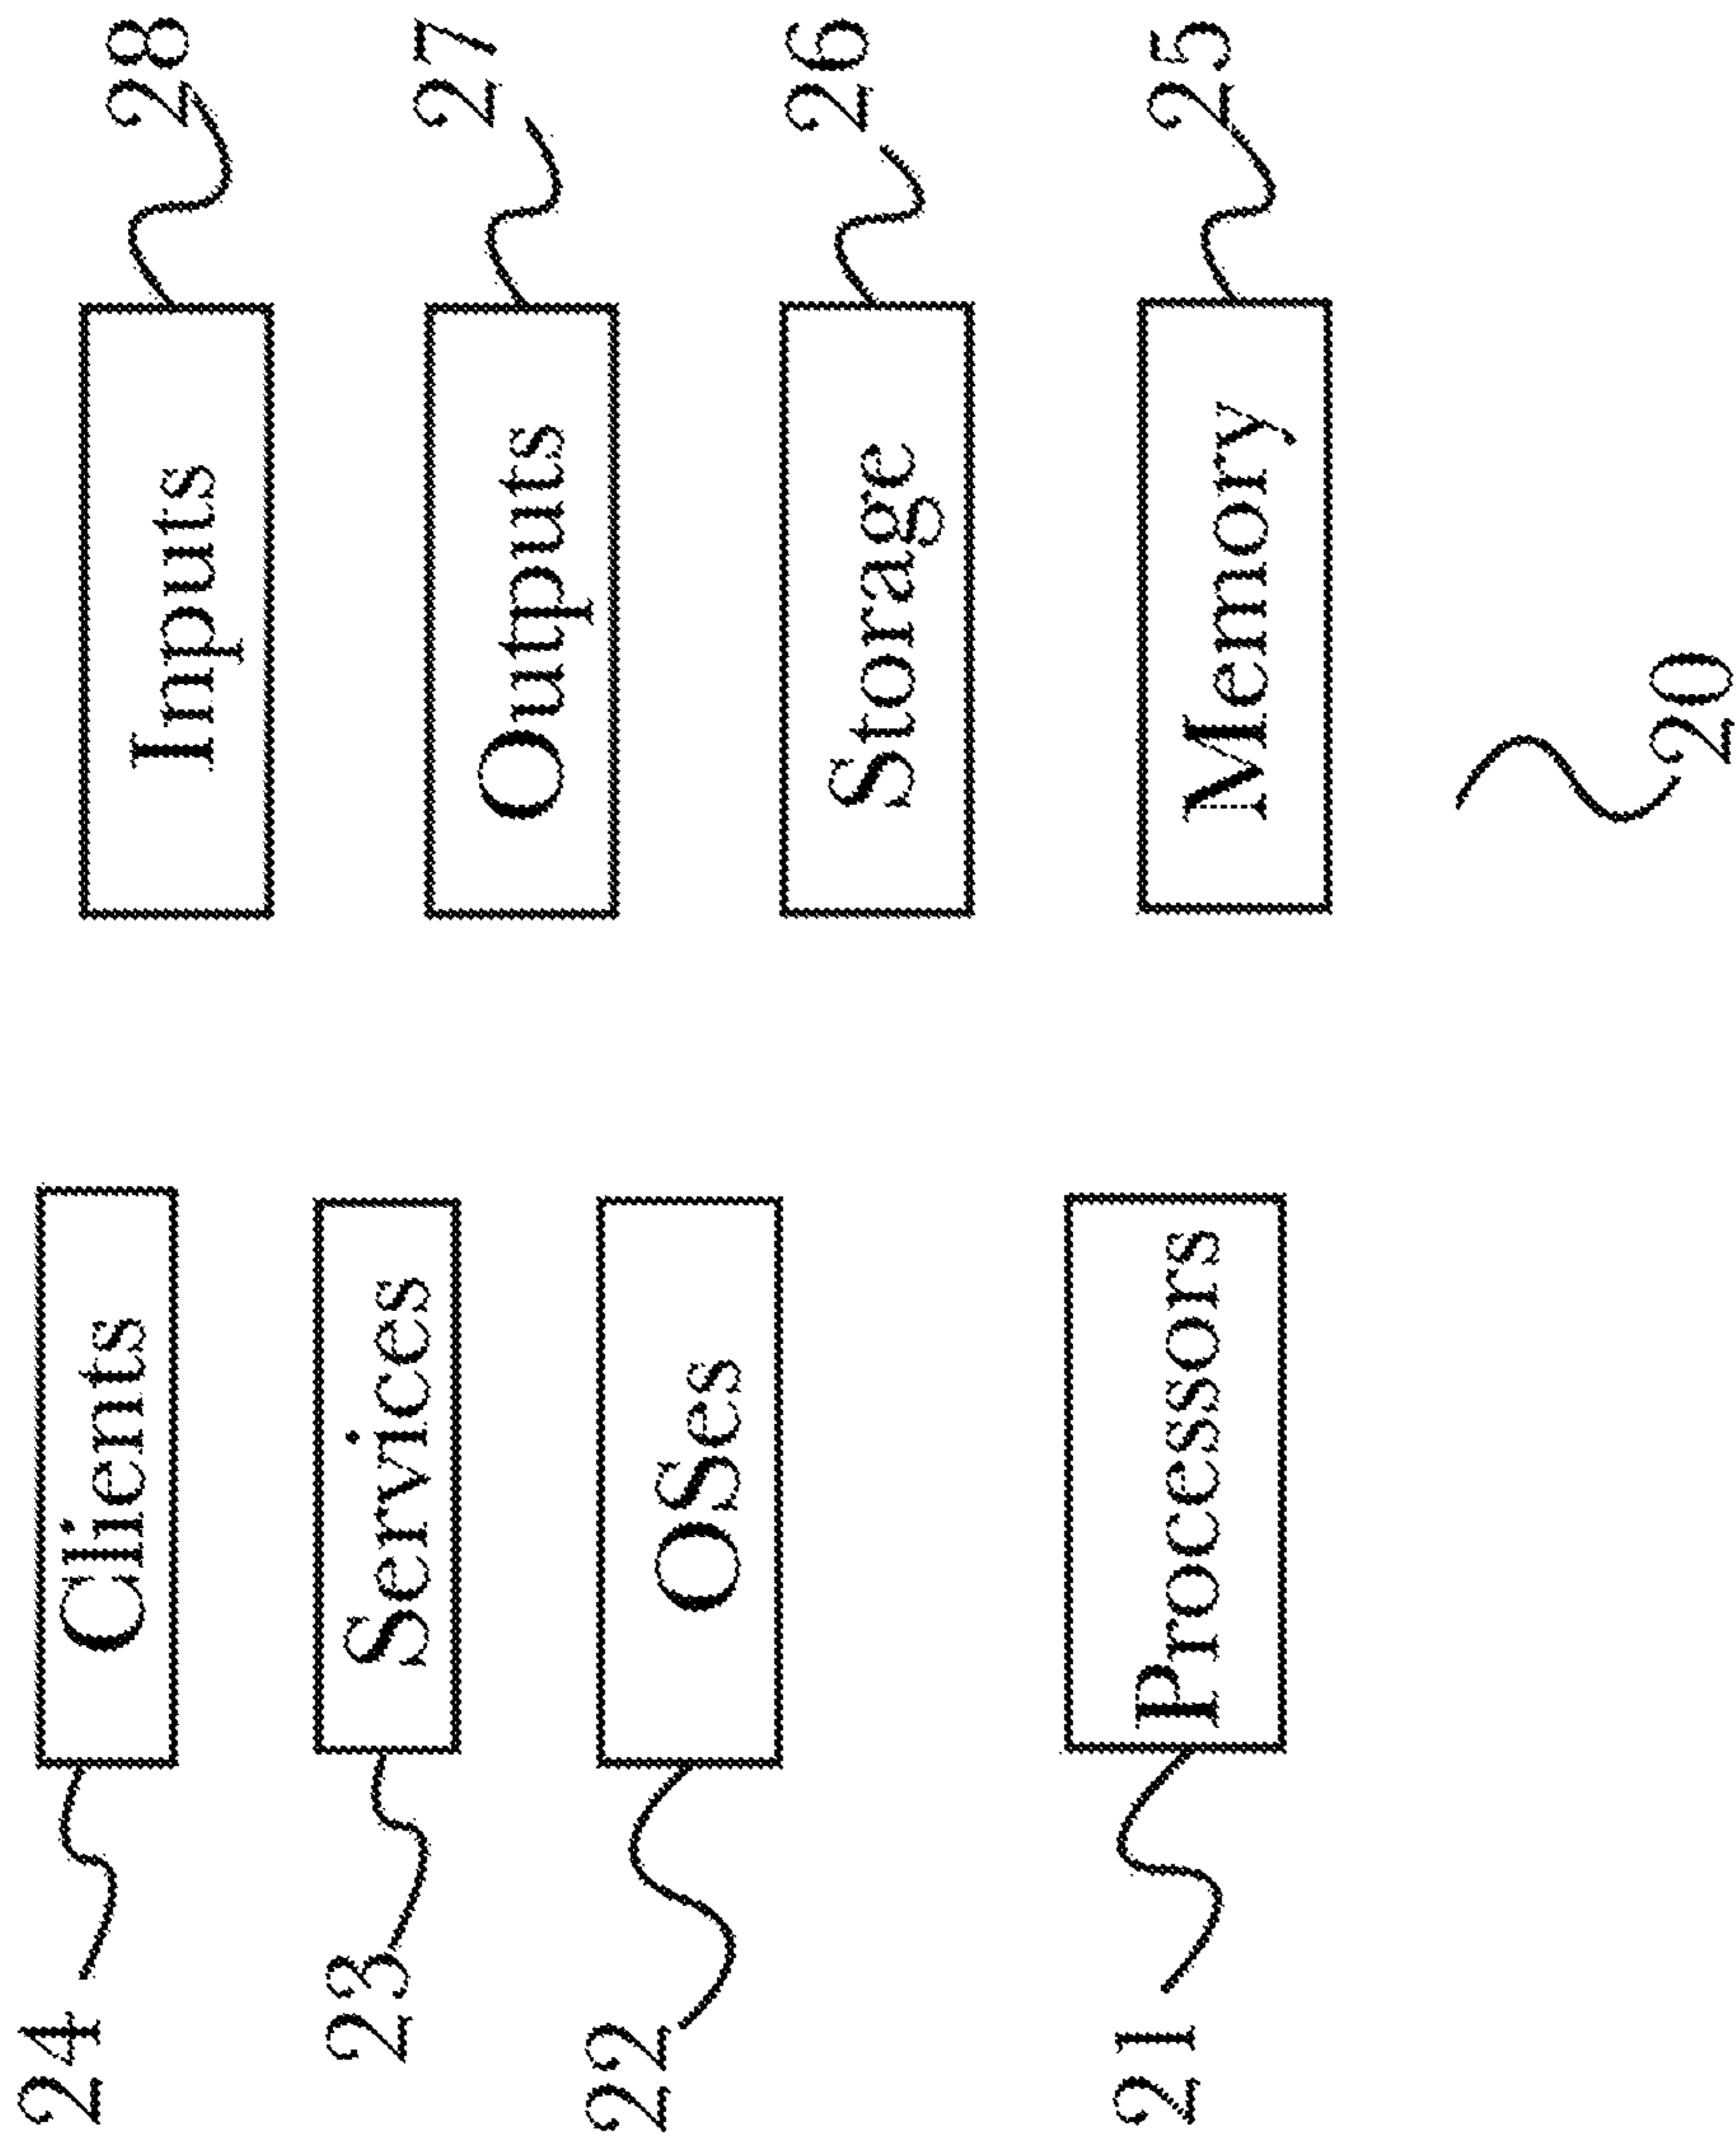 24 Clients
Inputs 28
23 Services
Outputs 27
22 OSes
Storage 26
21 Processors
Memory 25
20